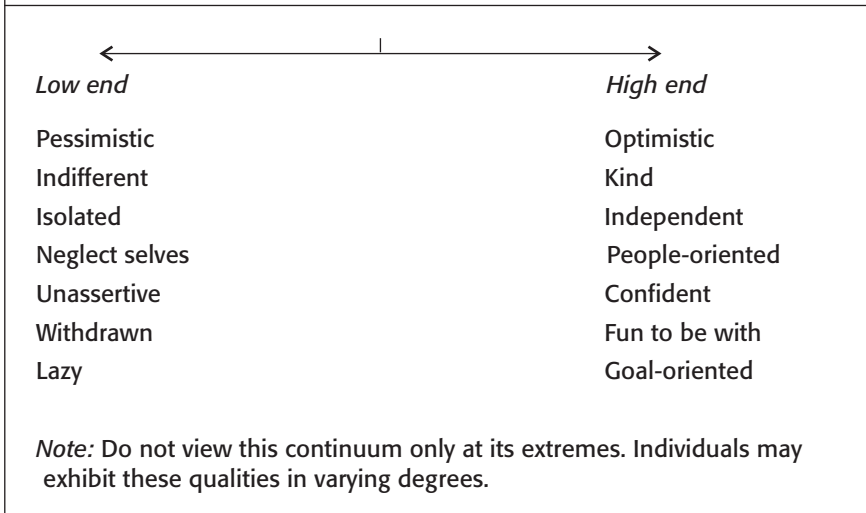 Low end High end
Pessimistic Optimistic
Indifferent Kind
Isolated Independent
Neglect selves People-oriented
Unassertive Confident
Withdrawn Fun to be with
Lazy Goal-oriented
Note: Do not view this continuum only at its extremes. Individuals may
exhibit these qualities in varying degrees.